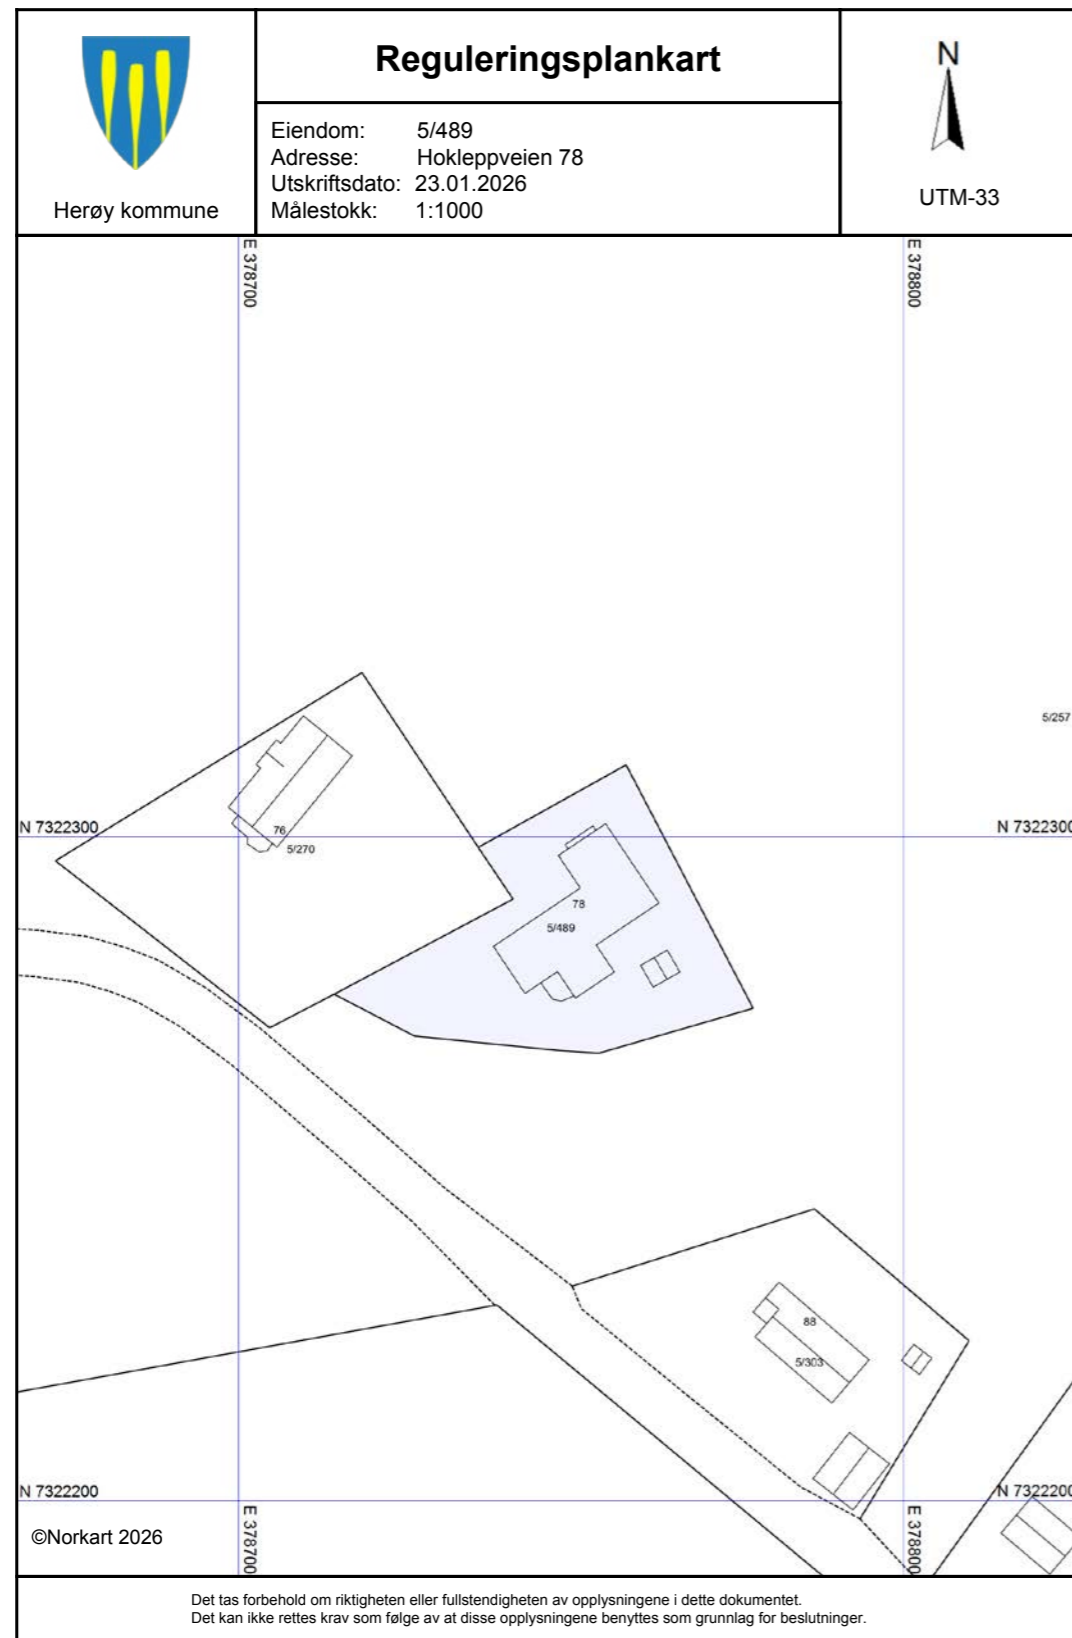 Reguleringsplankart
N
Eiendom: 5/489
Adresse: Hokleppveien 78
Utskriftsdato: 23.01.2026
Målestokk: 1:1000
Herøy kommune
UTM-33
E 378700
E 378800
5/257
N 7322300
N 7322300
76
5/270
78
5/489
88
5/303
N 7322200
N 7322200
E 378700
E 378800
©Norkart 2026
Det tas forbehold om riktigheten eller fullstendigheten av opplysningene i dette dokumentet.
Det kan ikke rettes krav som følge av at disse opplysningene benyttes som grunnlag for beslutninger.